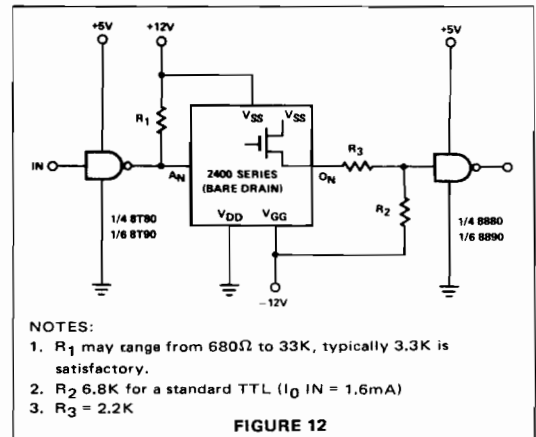 +5V
+12V
+5V
R1
VSS
VSS
R3
IN
AN
2400 SERIES
(BARE DRAIN)
ON
R2
VDD
VGG
1/4 8T80
1/6 8T90
1/4 8880
1/6 8890
-12V
NOTES:
1. R1 may range from 680Ω to 33K, typically 3.3K is
satisfactory.
2. R2 6.8K for a standard TTL (I0 IN = 1.6mA)
3. R3 = 2.2K
FIGURE 12